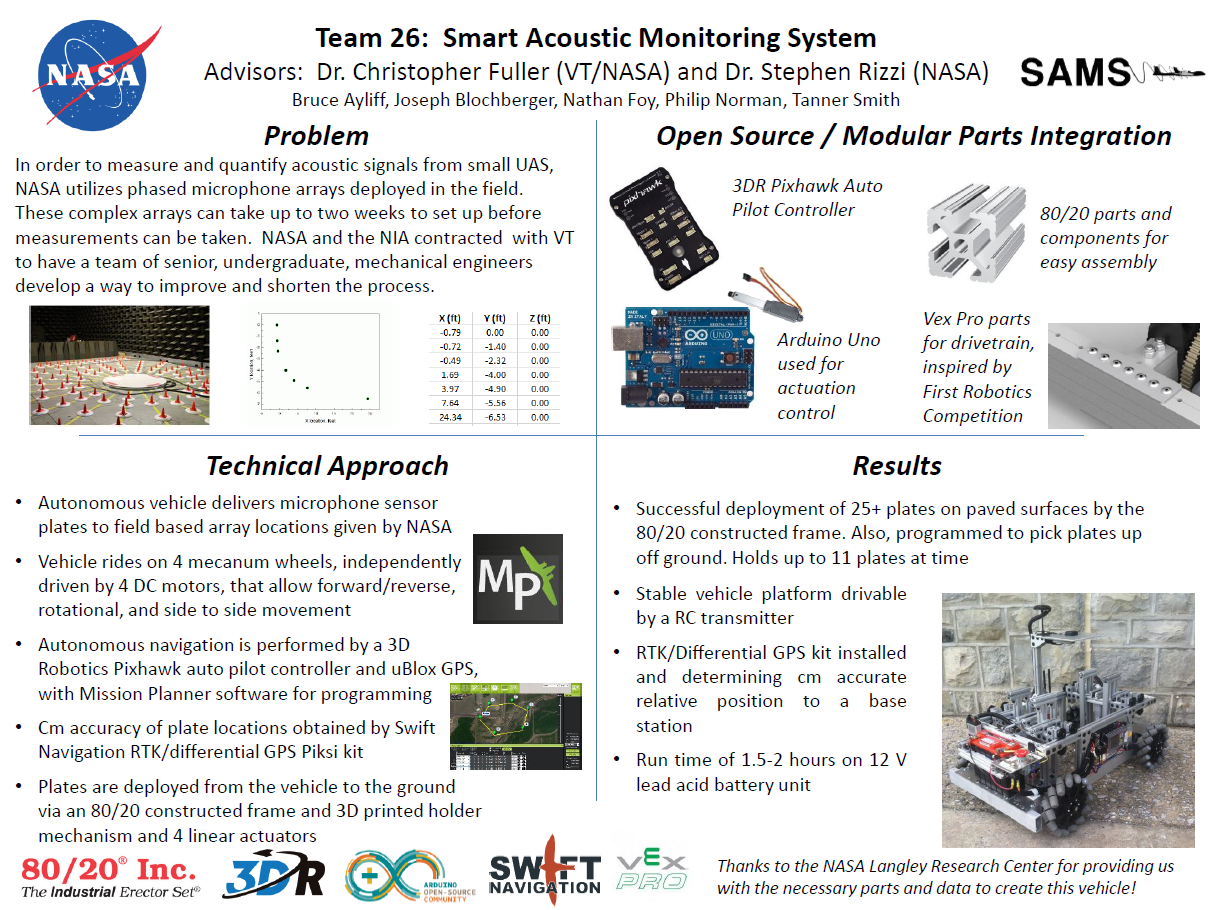 NASA
Team 26: Smart Acoustic Monitoring System
Advisors: Dr. Christopher Fuller (VT/NASA) and Dr. Stephen Rizzi (NASA)
Bruce Ayliff, Joseph Blochberger, Nathan Foy, Philip Norman, Tanner Smith
SAMS
Problem
In order to measure and quantify acoustic signals from small UAS,
NASA utilizes phased microphone arrays deployed in the field.
These complex arrays can take up to two weeks to set up before
measurements can be taken. NASA and the NIA contracted with VT
to have a team of senior, undergraduate, mechanical engineers
develop a way to improve and shorten the process.
X location, feet
X (ft) Y (ft) Z (ft)
-0.79 0.00 0.00
-0.72 -1.40 0.00
-0.49 -2.32 0.00
1.69 -4.00 0.00
3.97 -4.90 0.00
7.64 -5.56 0.00
24.34 -6.53 0.00
Open Source / Modular Parts Integration
pixhawk
3DR Pixhawk Auto
Pilot Controller
80/20 parts and
components for
easy assembly
UNO
ARDUINO
Arduino Uno
used for
actuation
control
Vex Pro parts
for drivetrain,
inspired by
First Robotics
Competition
Technical Approach
• Autonomous vehicle delivers microphone sensor
plates to field based array locations given by NASA
• Vehicle rides on 4 mecanum wheels, independently
driven by 4 DC motors, that allow forward/reverse,
rotational, and side to side movement
• Autonomous navigation is performed by a 3D
Robotics Pixhawk auto pilot controller and uBlox GPS,
with Mission Planner software for programming
• Cm accuracy of plate locations obtained by Swift
Navigation RTK/differential GPS Piksi kit
• Plates are deployed from the vehicle to the ground
via an 80/20 constructed frame and 3D printed holder
mechanism and 4 linear actuators
MP
Results
• Successful deployment of 25+ plates on paved surfaces by the
80/20 constructed frame. Also, programmed to pick plates up
off ground. Holds up to 11 plates at time
• Stable vehicle platform drivable
by a RC transmitter
• RTK/Differential GPS kit installed
and determining cm accurate
relative position to a base
station
• Run time of 1.5-2 hours on 12 V
lead acid battery unit
80/20® Inc.
The Industrial Erector Set®
3DR
ARDUINO
OPEN-SOURCE
COMMUNITY
SWIFT
NAVIGATION
VEX
PRO
Thanks to the NASA Langley Research Center for providing us
with the necessary parts and data to create this vehicle!